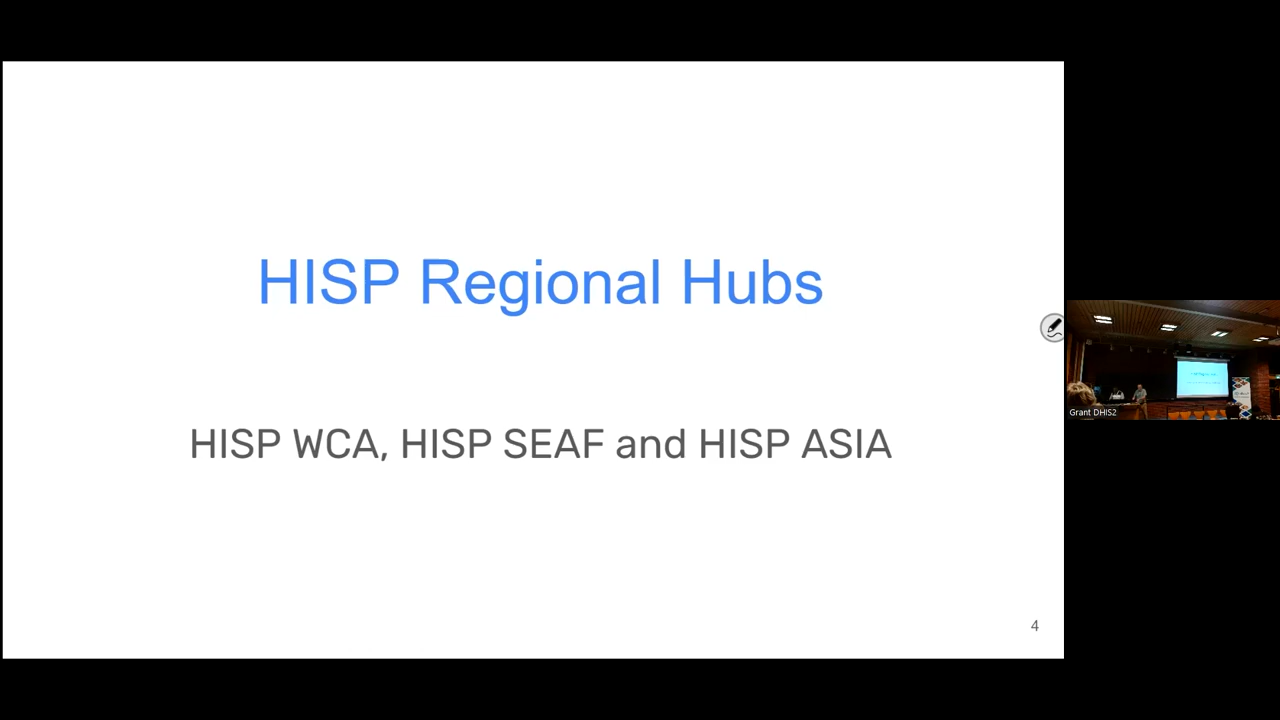 HISP Regional Hubs
HISP WCA, HISP SEAF and HISP ASIA
4
Grant DHIS2